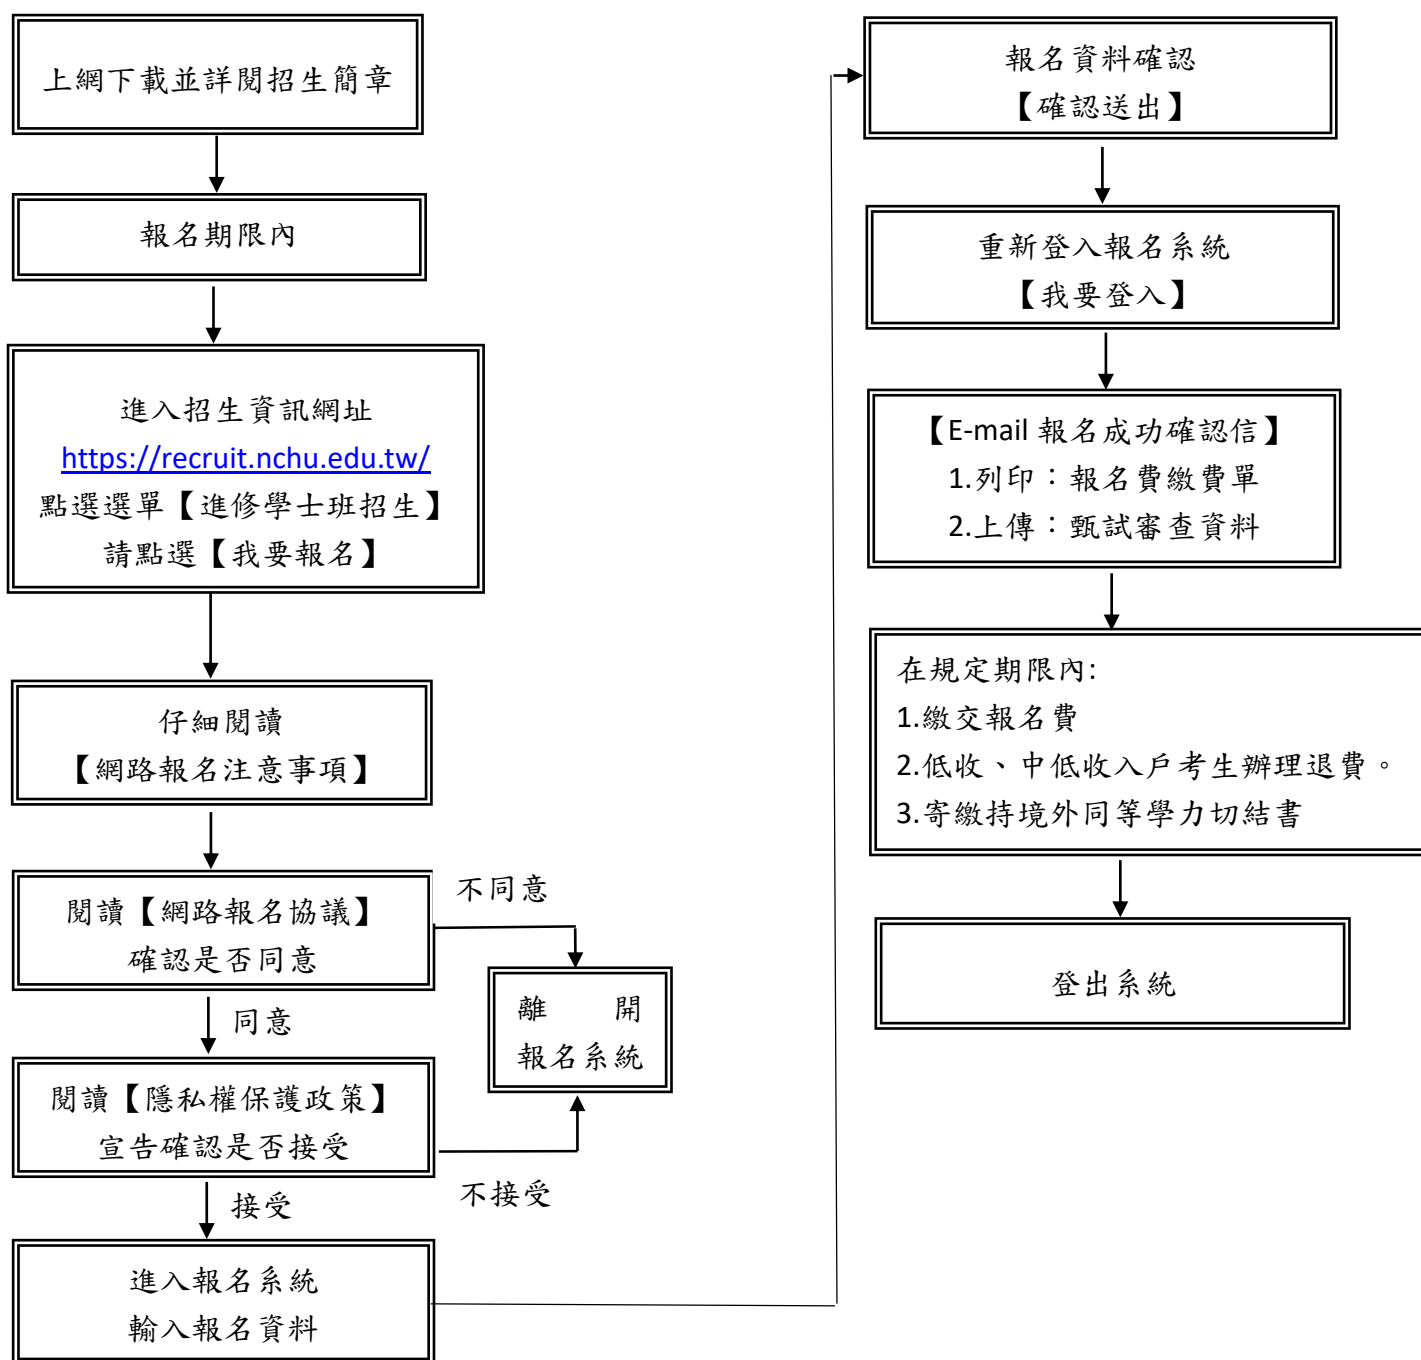 上網下載並詳閱招生簡章
報名期限內
進入招生資訊網址
https://recruit.nchu.edu.tw/
點選選單【進修學士班招生】
請點選【我要報名】
仔細閱讀
【網路報名注意事項】
閱讀【網路報名協議】
確認是否同意
不同意
同意
離 開
報名系統
閱讀【隱私權保護政策】
宣告確認是否接受
不接受
接受
進入報名系統
輸入報名資料
報名資料確認
【確認送出】
重新登入報名系統
【我要登入】
【E-mail 報名成功確認信】
1.列印：報名費繳費單
2.上傳：甄試審查資料
在規定期限內:
1.繳交報名費
2.低收、中低收入戶考生辦理退費。
3.寄繳持境外同等學力切結書
登出系統